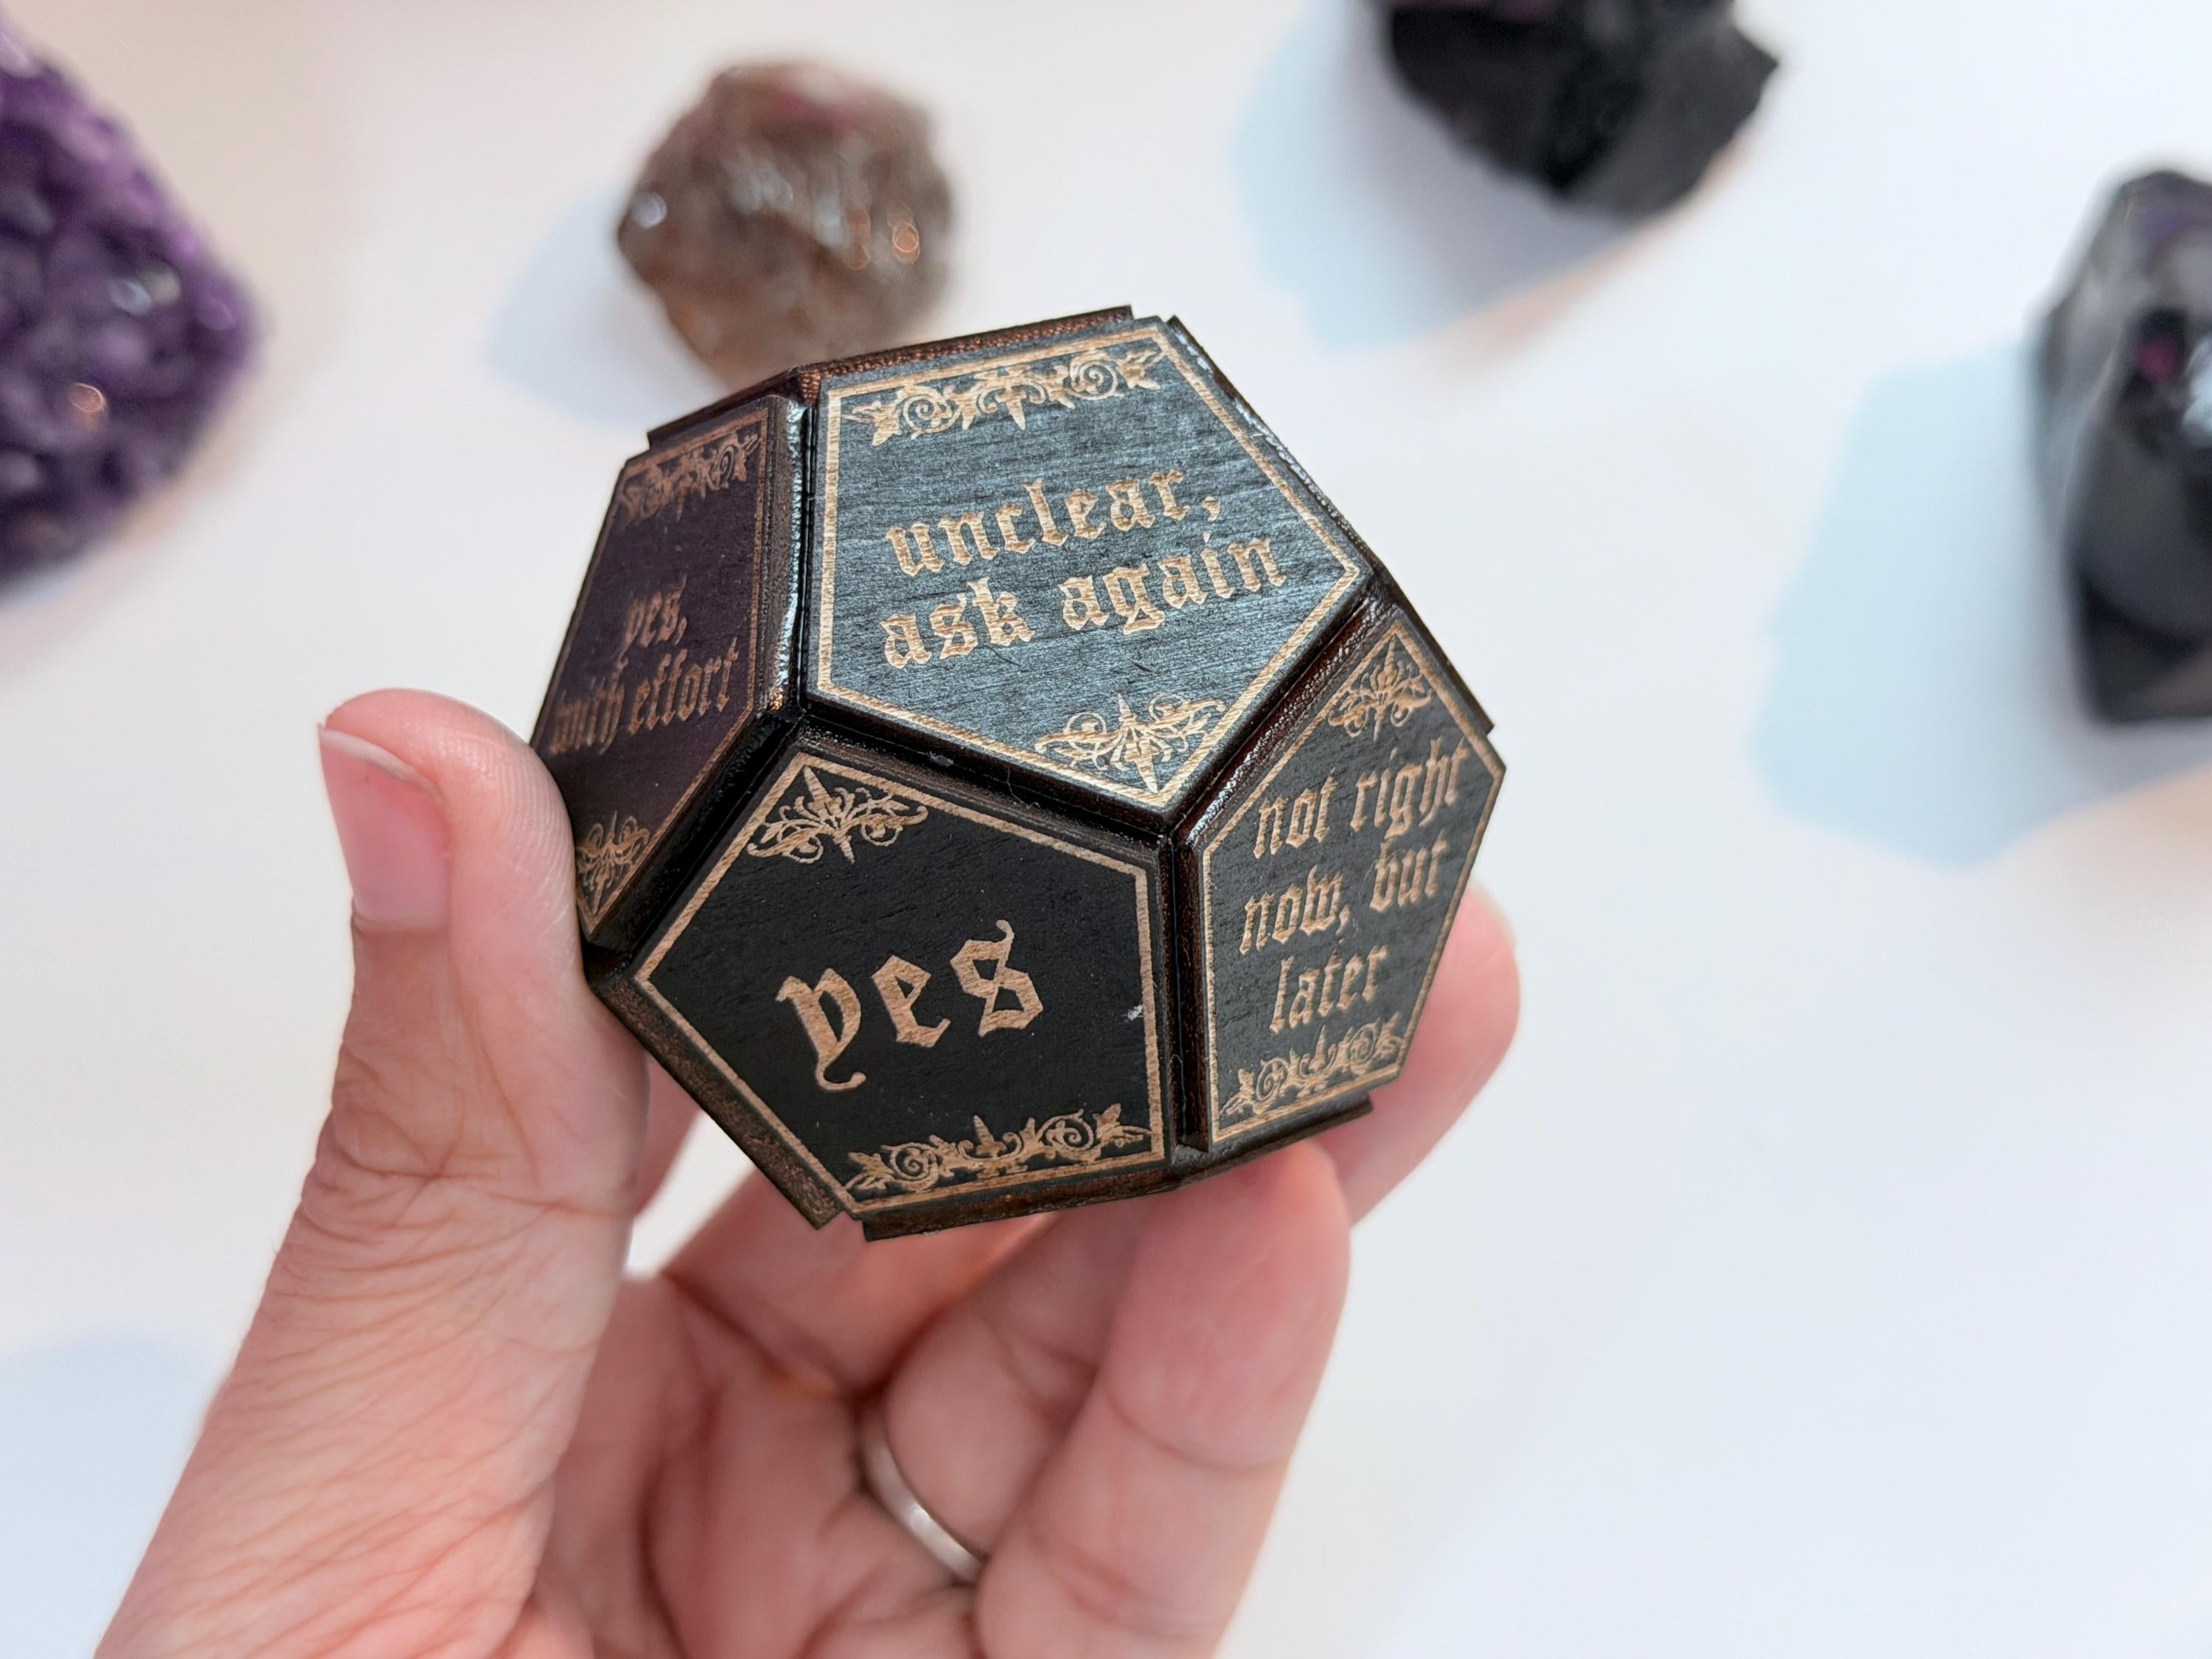 unclear,
ask again
yes,
with effort
yes
not right
now, but
later